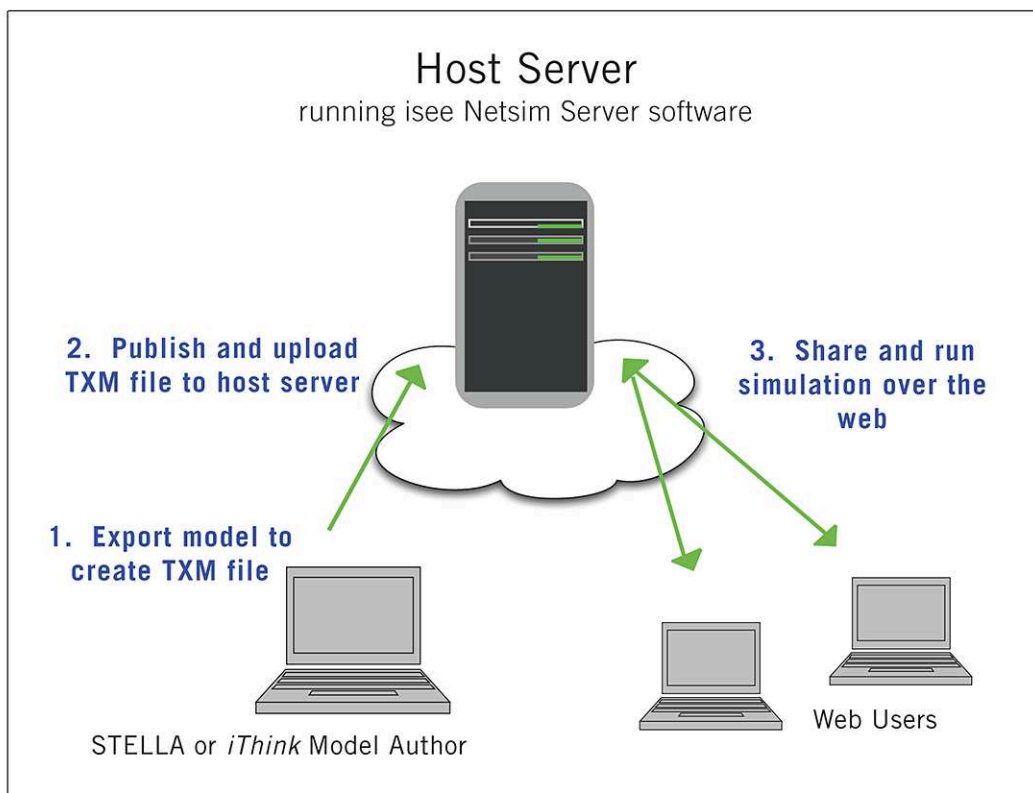 Host Server
running isee Netsim Server software
2. Publish and upload
TXM file to host server
3. Share and run
simulation over the
web
1. Export model to
create TXM file
STELLA or iThink Model Author
Web Users